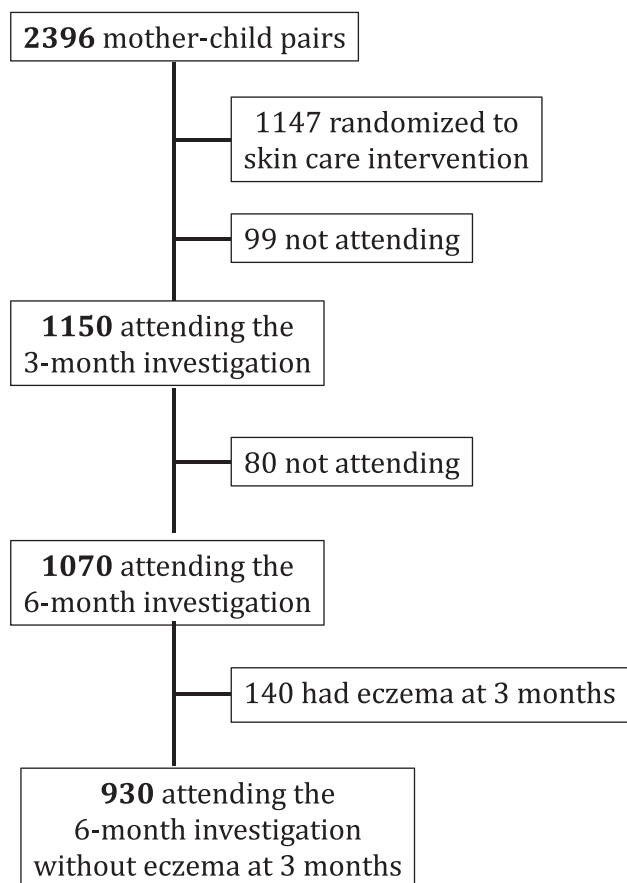 2396 mother-child pairs
1147 randomized to
skin care intervention
99 not attending
1150 attending the
3-month investigation
80 not attending
1070 attending the
6-month investigation
140 had eczema at 3 months
930 attending the
6-month investigation
without eczema at 3 months